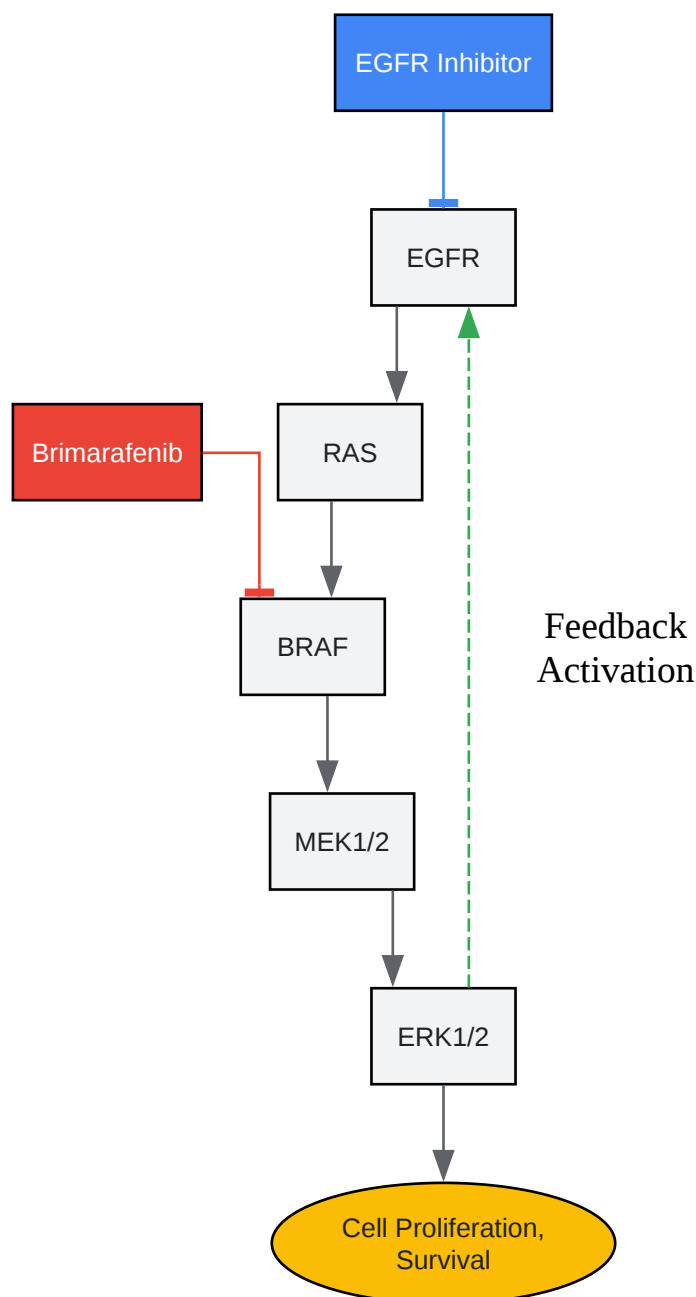 EGFR Inhibitor
EGFR
Brimarafenib
RAS
Feedback
Activation
BRAF
MEK1/2
ERK1/2
Cell Proliferation,
Survival